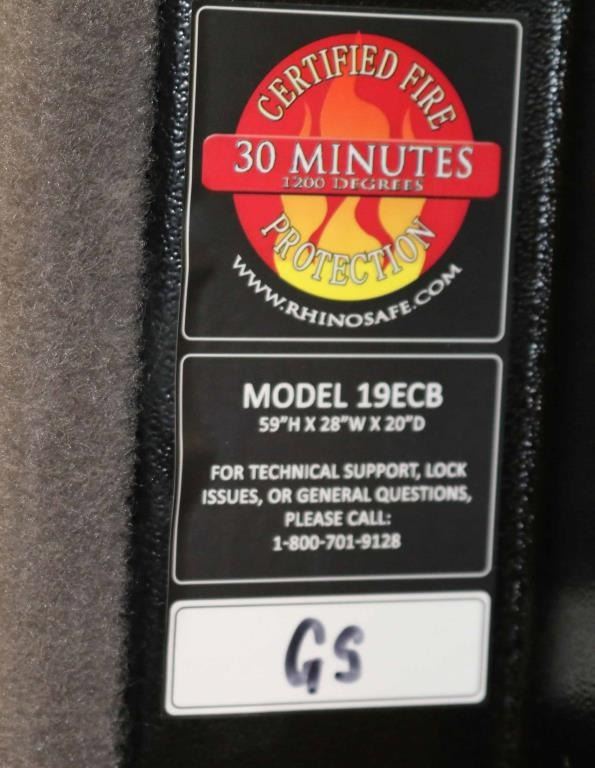 CERTIFIED FIRE
30 MINUTES
1200 DEGREES
PROTECTION
WWW.RHINOSAFE.COM
MODEL 19ECB
59"H X 28"W X 20"D
FOR TECHNICAL SUPPORT, LOCK
ISSUES, OR GENERAL QUESTIONS,
PLEASE CALL:
1-800-701-9128
GS